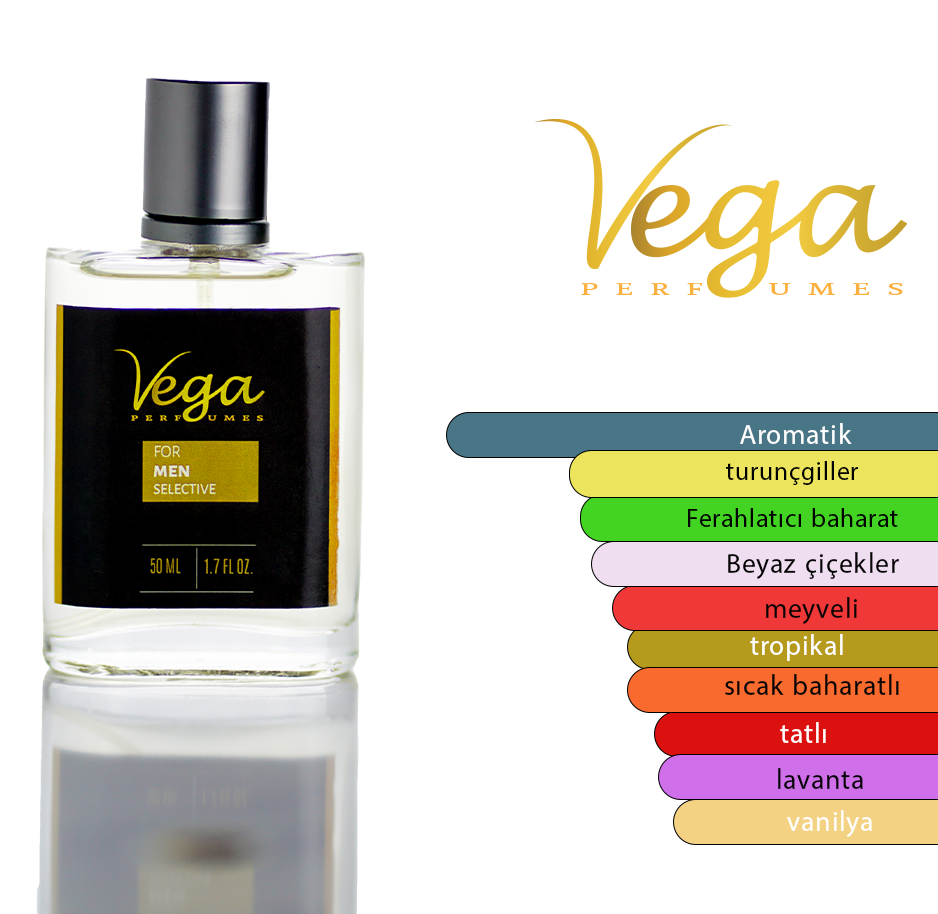 Vega
PERFUMES
FOR
MEN
SELECTIVE
50 ML
1.7 FL OZ.
Vega
PERFUMES
Aromatik
turunçgiller
Ferahlatıcı baharat
Beyaz çiçekler
meyveli
tropikal
sıcak baharatlı
tatlı
lavanta
vanilya